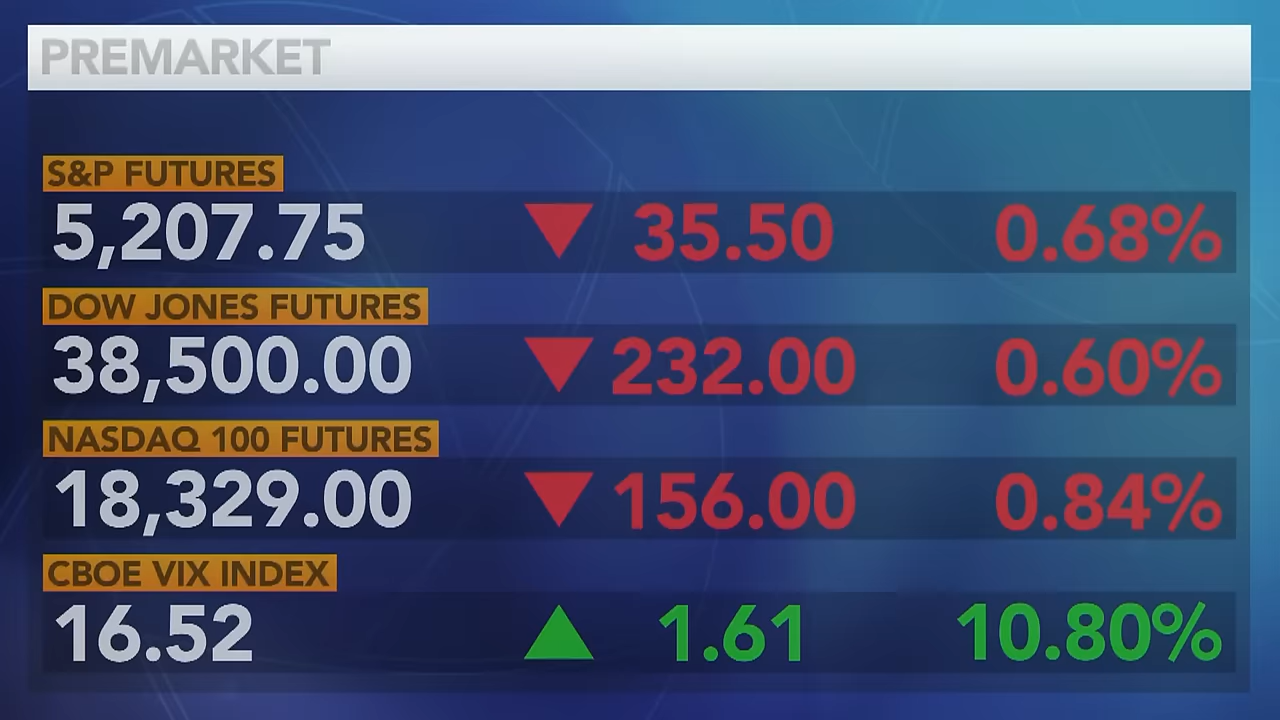 PREMARKET
S&P FUTURES
5,207.75 ▼ 35.50 0.68%
DOW JONES FUTURES
38,500.00 ▼ 232.00 0.60%
NASDAQ 100 FUTURES
18,329.00 ▼ 156.00 0.84%
CBOE VIX INDEX
16.52 ▲ 1.61 10.80%